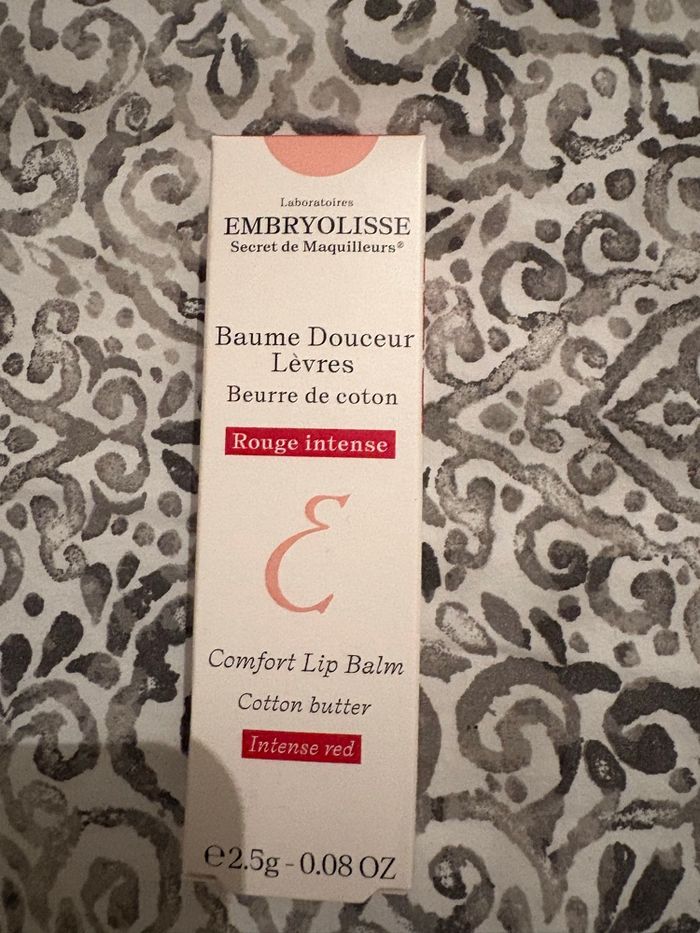 Laboratoires
EMBRYOLISSE
Secret de Maquilleurs®
Baume Douceur
Lèvres
Beurre de coton
Rouge intense
ε
Comfort Lip Balm
Cotton butter
Intense red
℮2.5g - 0.08 OZ